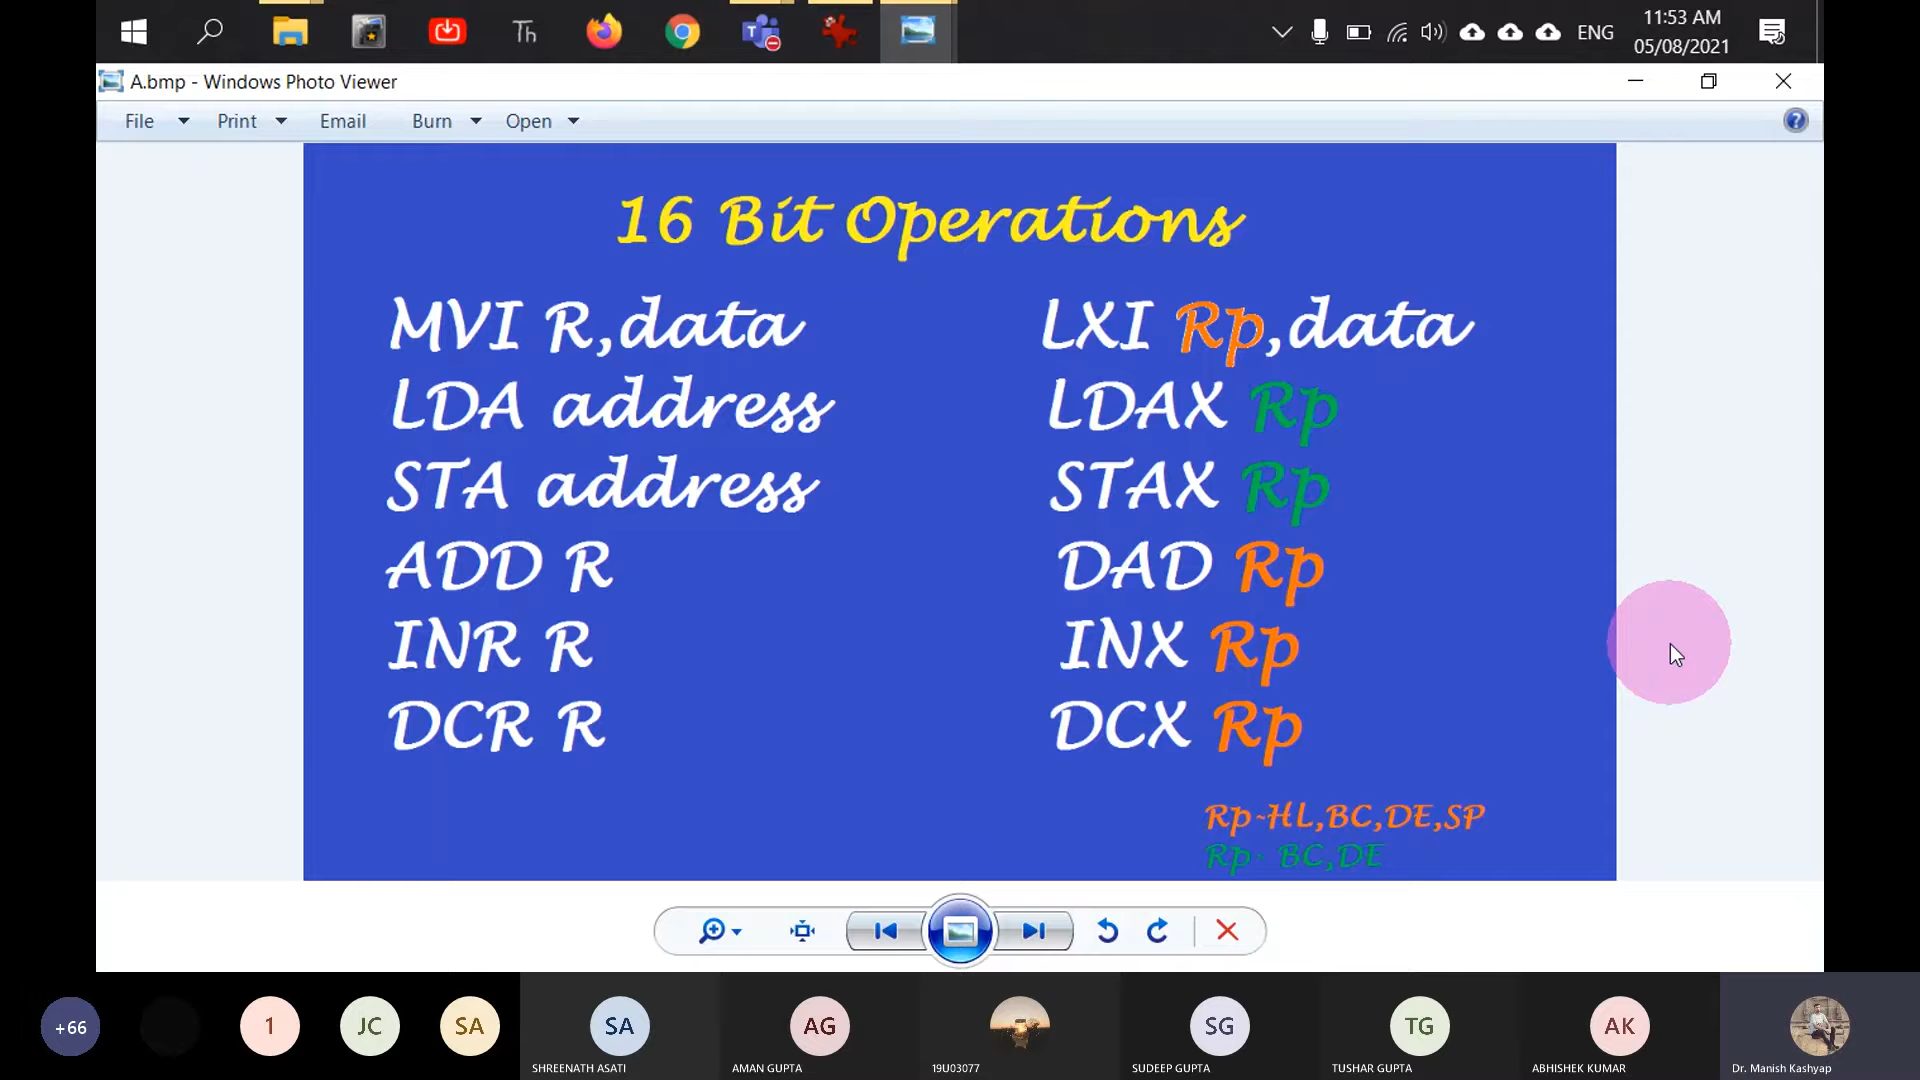 Th
ENG
11:53 AM
05/08/2021
A.bmp - Windows Photo Viewer
File Print Email Burn Open
16 Bit Operations
MVI R,data LXI Rp,data
LDA address LDAX Rp
STA address STAX Rp
ADD R DAD Rp
INR R INX Rp
DCR R DCX Rp
Rp-HL,BC,DE,SP
Rp- BC,DE
+66 1 JC SA SA AG SG TG AK
SHREENATH ASATI AMAN GUPTA 19U03077 SUDEEP GUPTA TUSHAR GUPTA ABHISHEK KUMAR Dr. Manish Kashyap